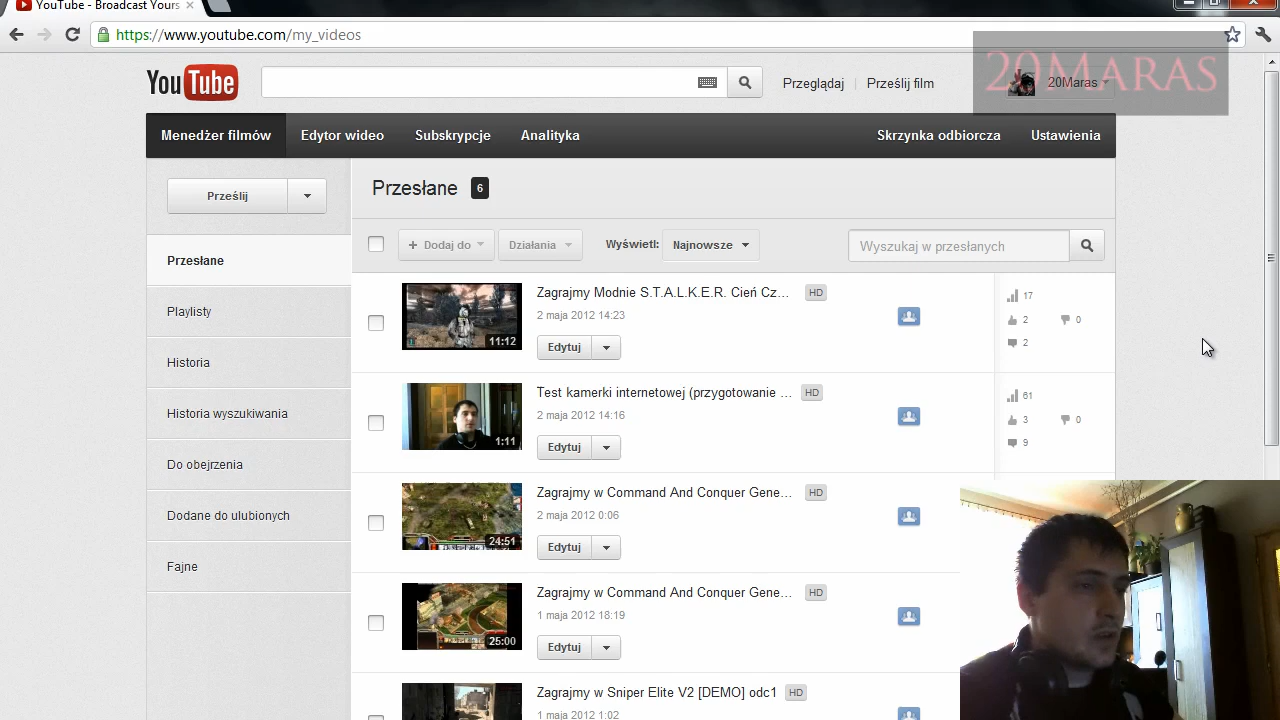 YouTube - Broadcast Yours
https://www.youtube.com/my_videos
20MARAS
YouTube
Przeglądaj
Prześlij film
20Maras
Menedżer filmów
Edytor wideo
Subskrypcje
Analityka
Skrzynka odbiorcza
Ustawienia
Prześlij
Przesłane 6
+ Dodaj do
Działania
Wyświetl:
Najnowsze
Wyszukaj w przesłanych
Przesłane
Playlisty
Historia
Historia wyszukiwania
Do obejrzenia
Dodane do ulubionych
Fajne
Zagrajmy Modnie S.T.A.L.K.E.R. Cień Cz... HD
2 maja 2012 14:23
11:12
Edytuj
17
2
0
2
Test kamerki internetowej (przygotowanie ... HD
2 maja 2012 14:16
1:11
Edytuj
61
3
0
9
Zagrajmy w Command And Conquer Gene... HD
2 maja 2012 0:06
24:51
Edytuj
Zagrajmy w Command And Conquer Gene... HD
1 maja 2012 18:19
25:00
Edytuj
Zagrajmy w Sniper Elite V2 [DEMO] odc1 HD
1 maja 2012 1:02